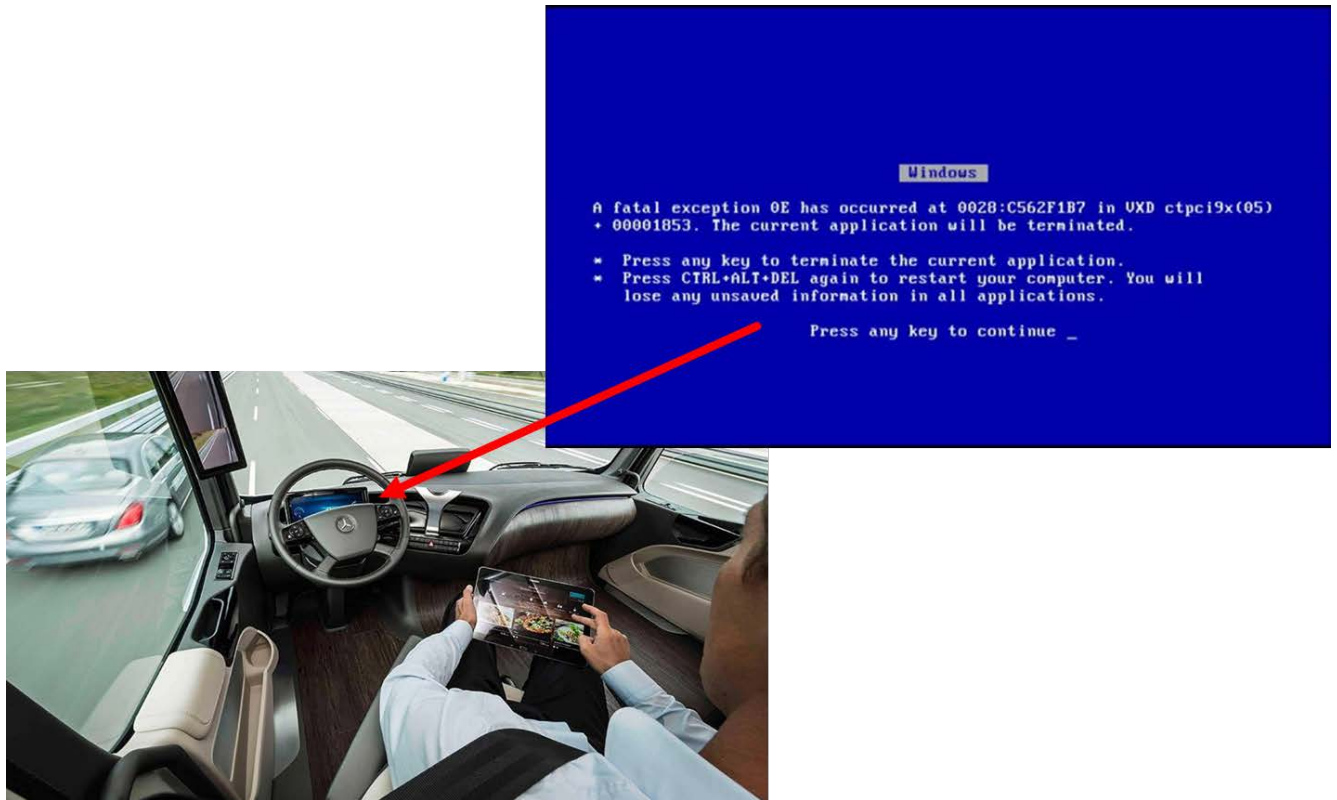 Windows
A fatal exception 0E has occurred at 0028:C562F1B7 in VXD ctpci9x(05)
+ 00001853. The current application will be terminated.
* Press any key to terminate the current application.
* Press CTRL+ALT+DEL again to restart your computer. You will
lose any unsaved information in all applications.
Press any key to continue _